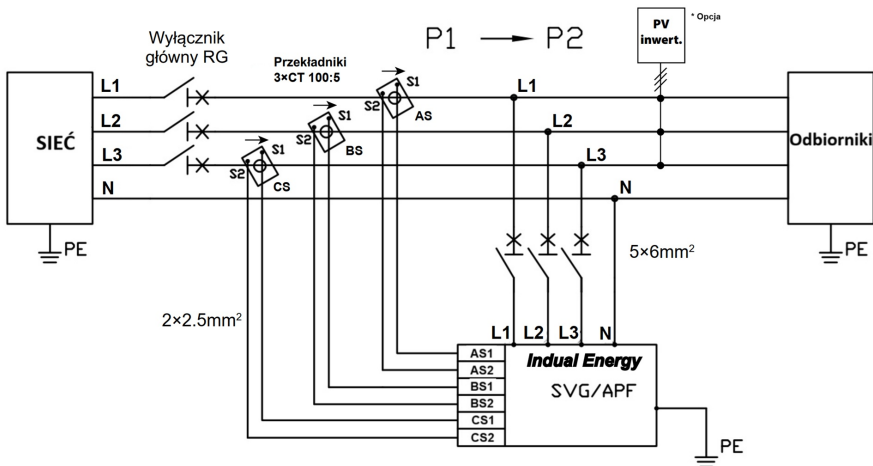 PV
inwert.
* Opcja
P1
P2
Wyłącznik
główny RG
Przekładniki
3×CT 100:5
SIEĆ
L1
L2
L3
N
S1
S2
AS
S1
S2
BS
S1
S2
CS
L1
L2
L3
N
Odbiorniki
PE
PE
5×6mm²
2×2.5mm²
L1
L2
L3
N
AS1
AS2
BS1
BS2
CS1
CS2
Indual Energy
SVG/APF
PE